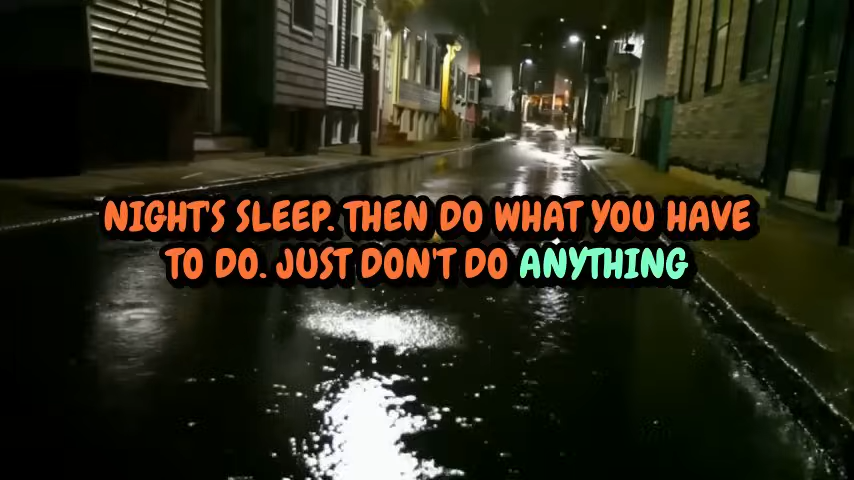 NIGHT'S SLEEP. THEN DO WHAT YOU HAVE
TO DO. JUST DON'T DO ANYTHING